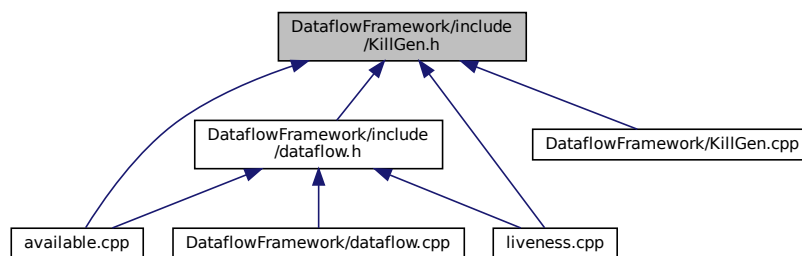 DataflowFramework/include
/KillGen.h
DataflowFramework/include
/dataflow.h
DataflowFramework/KillGen.cpp
available.cpp
DataflowFramework/dataflow.cpp
liveness.cpp